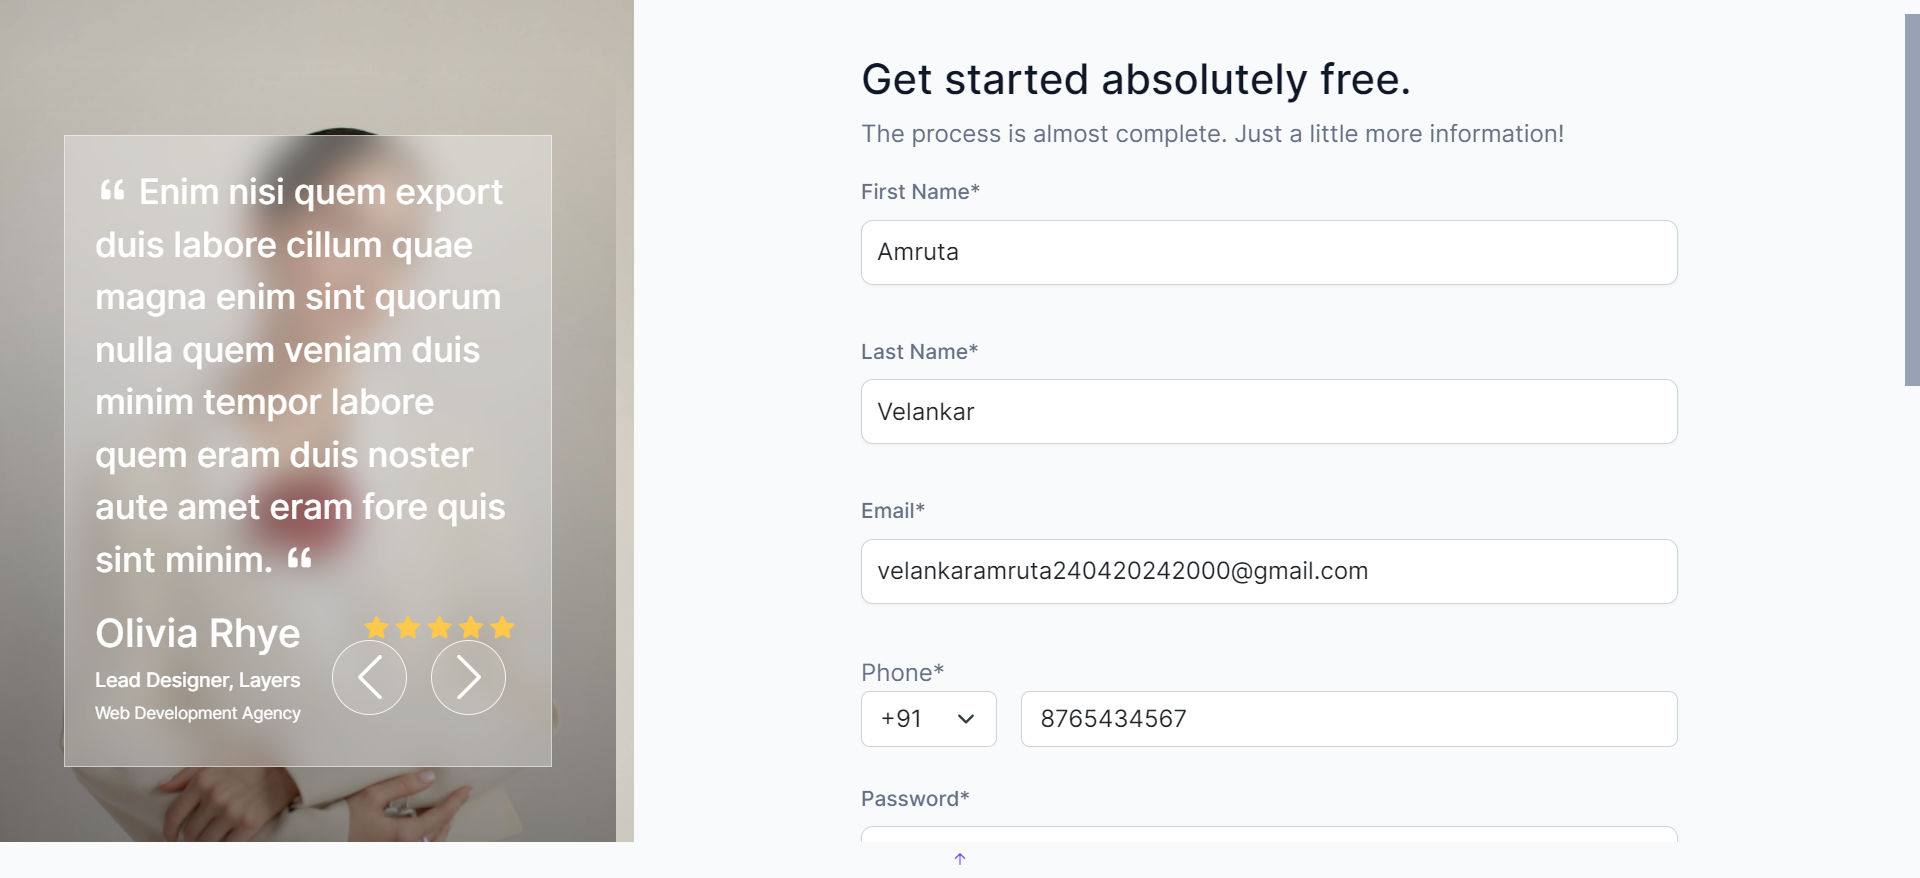 “ Enim nisi quem export
duis labore cillum quae
magna enim sint quorum
nulla quem veniam duis
minim tempor labore
quem eram duis noster
aute amet eram fore quis
sint minim. “
Olivia Rhye
Lead Designer, Layers
Web Development Agency
Get started absolutely free.
The process is almost complete. Just a little more information!
First Name*
Amruta
Last Name*
Velankar
Email*
velankaramruta240420242000@gmail.com
Phone*
+91 8765434567
Password*